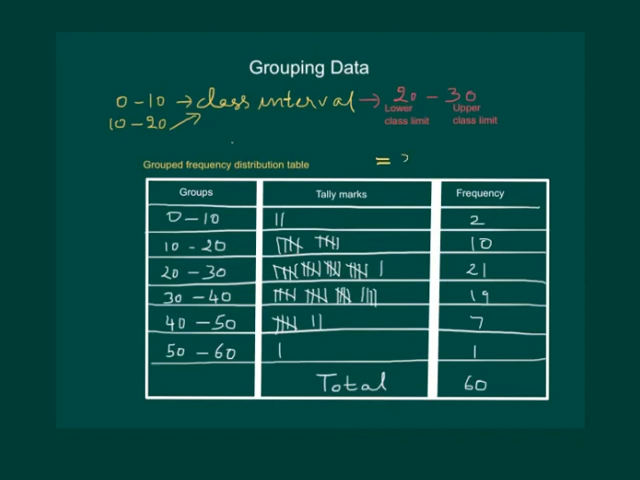 Grouping Data
0-10 → class interval → 20 - 30
10-20
Lower class limit Upper class limit
Grouped frequency distribution table =
Groups Tally marks Frequency
0-10 2
10-20 10
20-30 21
30-40 19
40-50 7
50-60 1
Total 60